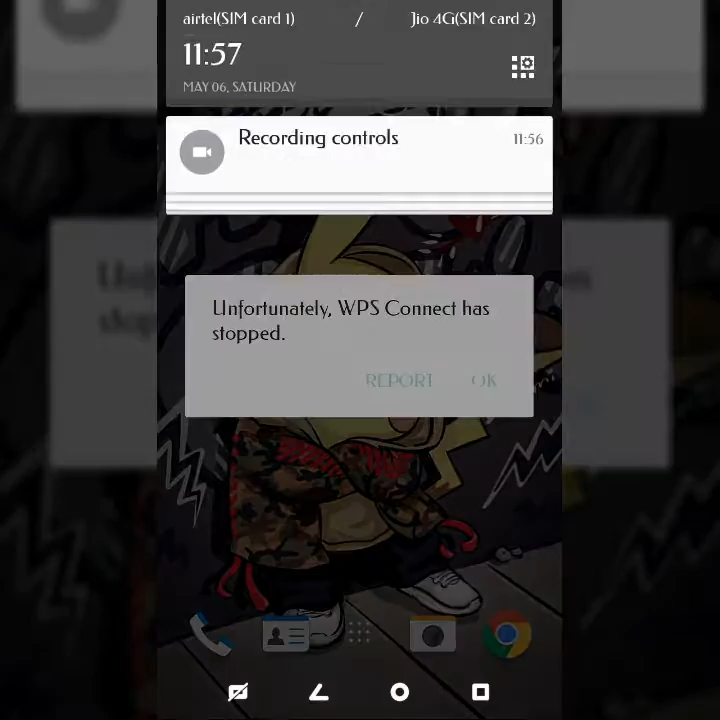 airtel(SIM card 1) / Jio 4G(SIM card 2)
11:57
MAY 06, SATURDAY
Recording controls 11:56
Unfortunately, WPS Connect has
stopped.
REPORT OK